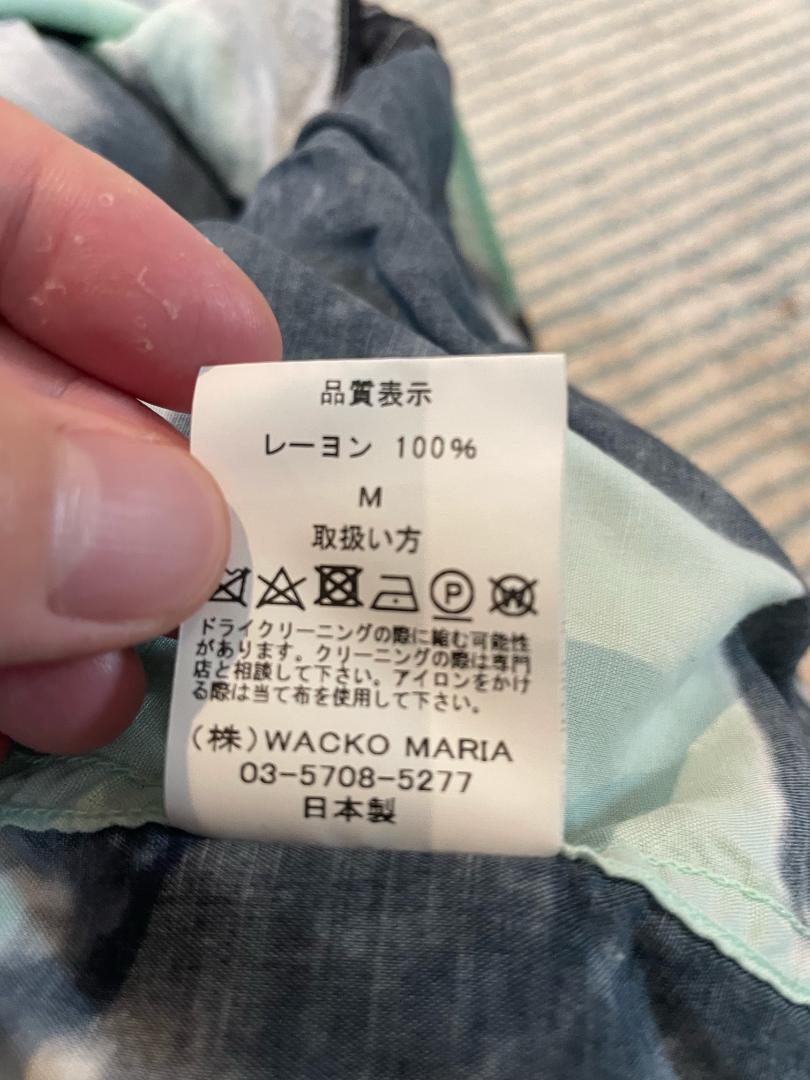 品質表示
レーヨン 100%
M
取扱い方
P W
ドライクリーニングの際に縮む可能性
があります。クリーニングの際は専門
店と相談して下さい。アイロンをかけ
る際は当て布を使用して下さい。
(株)WACKO MARIA
03-5708-5277
日本製